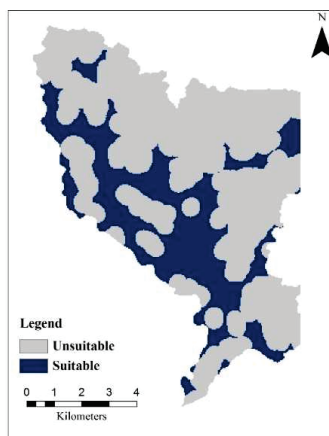 N
Legend
Unsuitable
Suitable
0 1 2 3 4
Kilometers